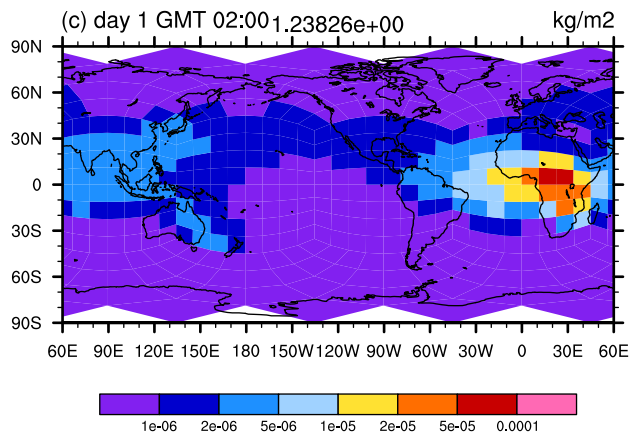 (c) day 1 GMT 02:00 1.23826e+00 kg/m2
90N
60N
30N
0
30S
60S
90S
60E 90E 120E 150E 180 150W 120W 90W 60W 30W 0 30E 60E
1e-06 2e-06 5e-06 1e-05 2e-05 5e-05 0.0001